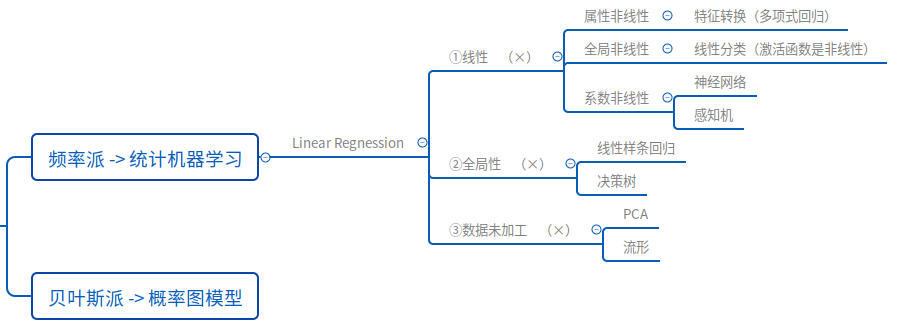 属性非线性 特征转换（多项式回归）
全局非线性 线性分类（激活函数是非线性）
①线性 （×）
神经网络
系数非线性
感知机
Linear Regnession
频率派 -> 统计机器学习
线性样条回归
②全局性 （×）
决策树
PCA
③数据未加工 （×）
流形
贝叶斯派 -> 概率图模型